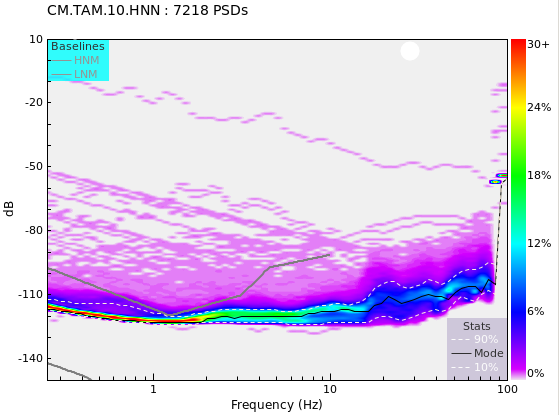 CM.TAM.10.HNN : 7218 PSDs
Baselines
HNM
LNM
10
-20
-50
-80
-110
-140
dB
1
10
100
Frequency (Hz)
Stats
90%
Mode
10%
30+
24%
18%
12%
6%
0%